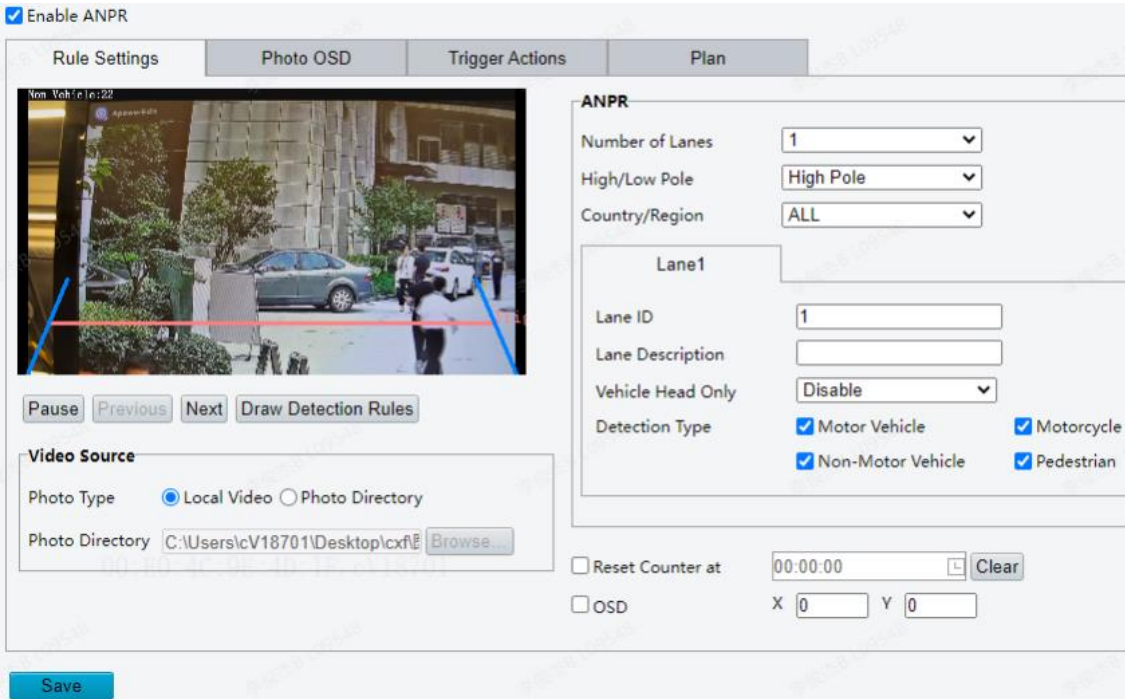 Enable ANPR
Rule Settings
Photo OSD
Trigger Actions
Plan
Non Vehicle:22
ApowerEdit
Pause
Previous
Next
Draw Detection Rules
Video Source
Photo Type
Local Video
Photo Directory
Photo Directory
C:\Users\cV18701\Desktop\cxf\
Browse...
ANPR
Number of Lanes
1
High/Low Pole
High Pole
Country/Region
ALL
Lane1
Lane ID
1
Lane Description
Vehicle Head Only
Disable
Detection Type
Motor Vehicle
Motorcycle
Non-Motor Vehicle
Pedestrian
Reset Counter at
00:00:00
Clear
OSD
X
0
Y
0
Save